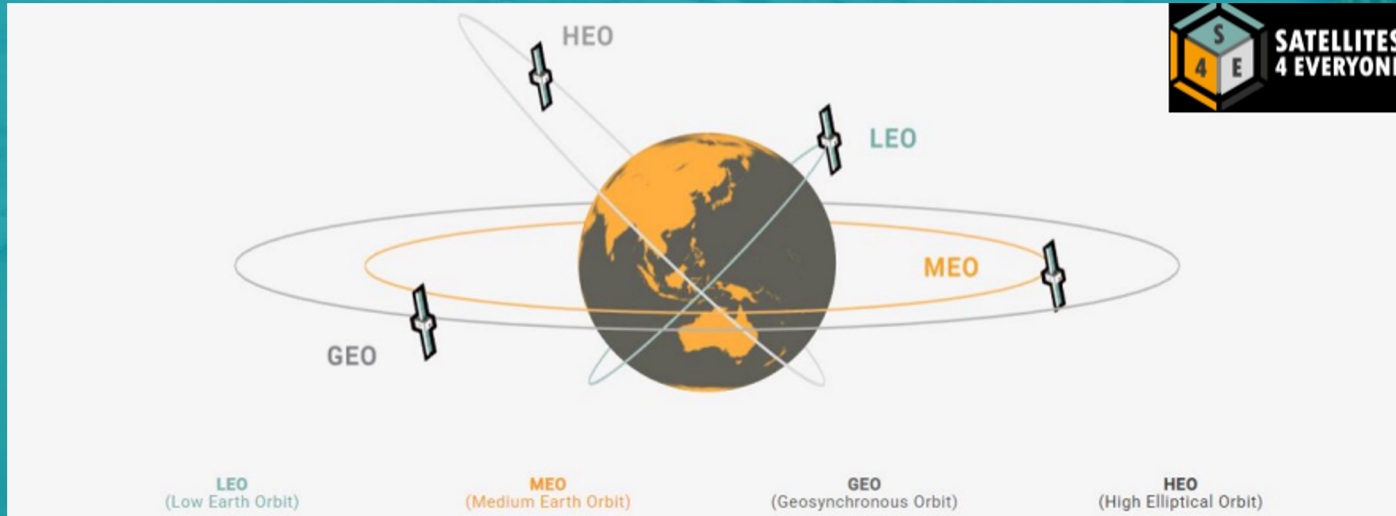 HEO
S
4 E
SATELLITES
4 EVERYONE
LEO
MEO
GEO
LEO
(Low Earth Orbit)
MEO
(Medium Earth Orbit)
GEO
(Geosynchronous Orbit)
HEO
(High Elliptical Orbit)